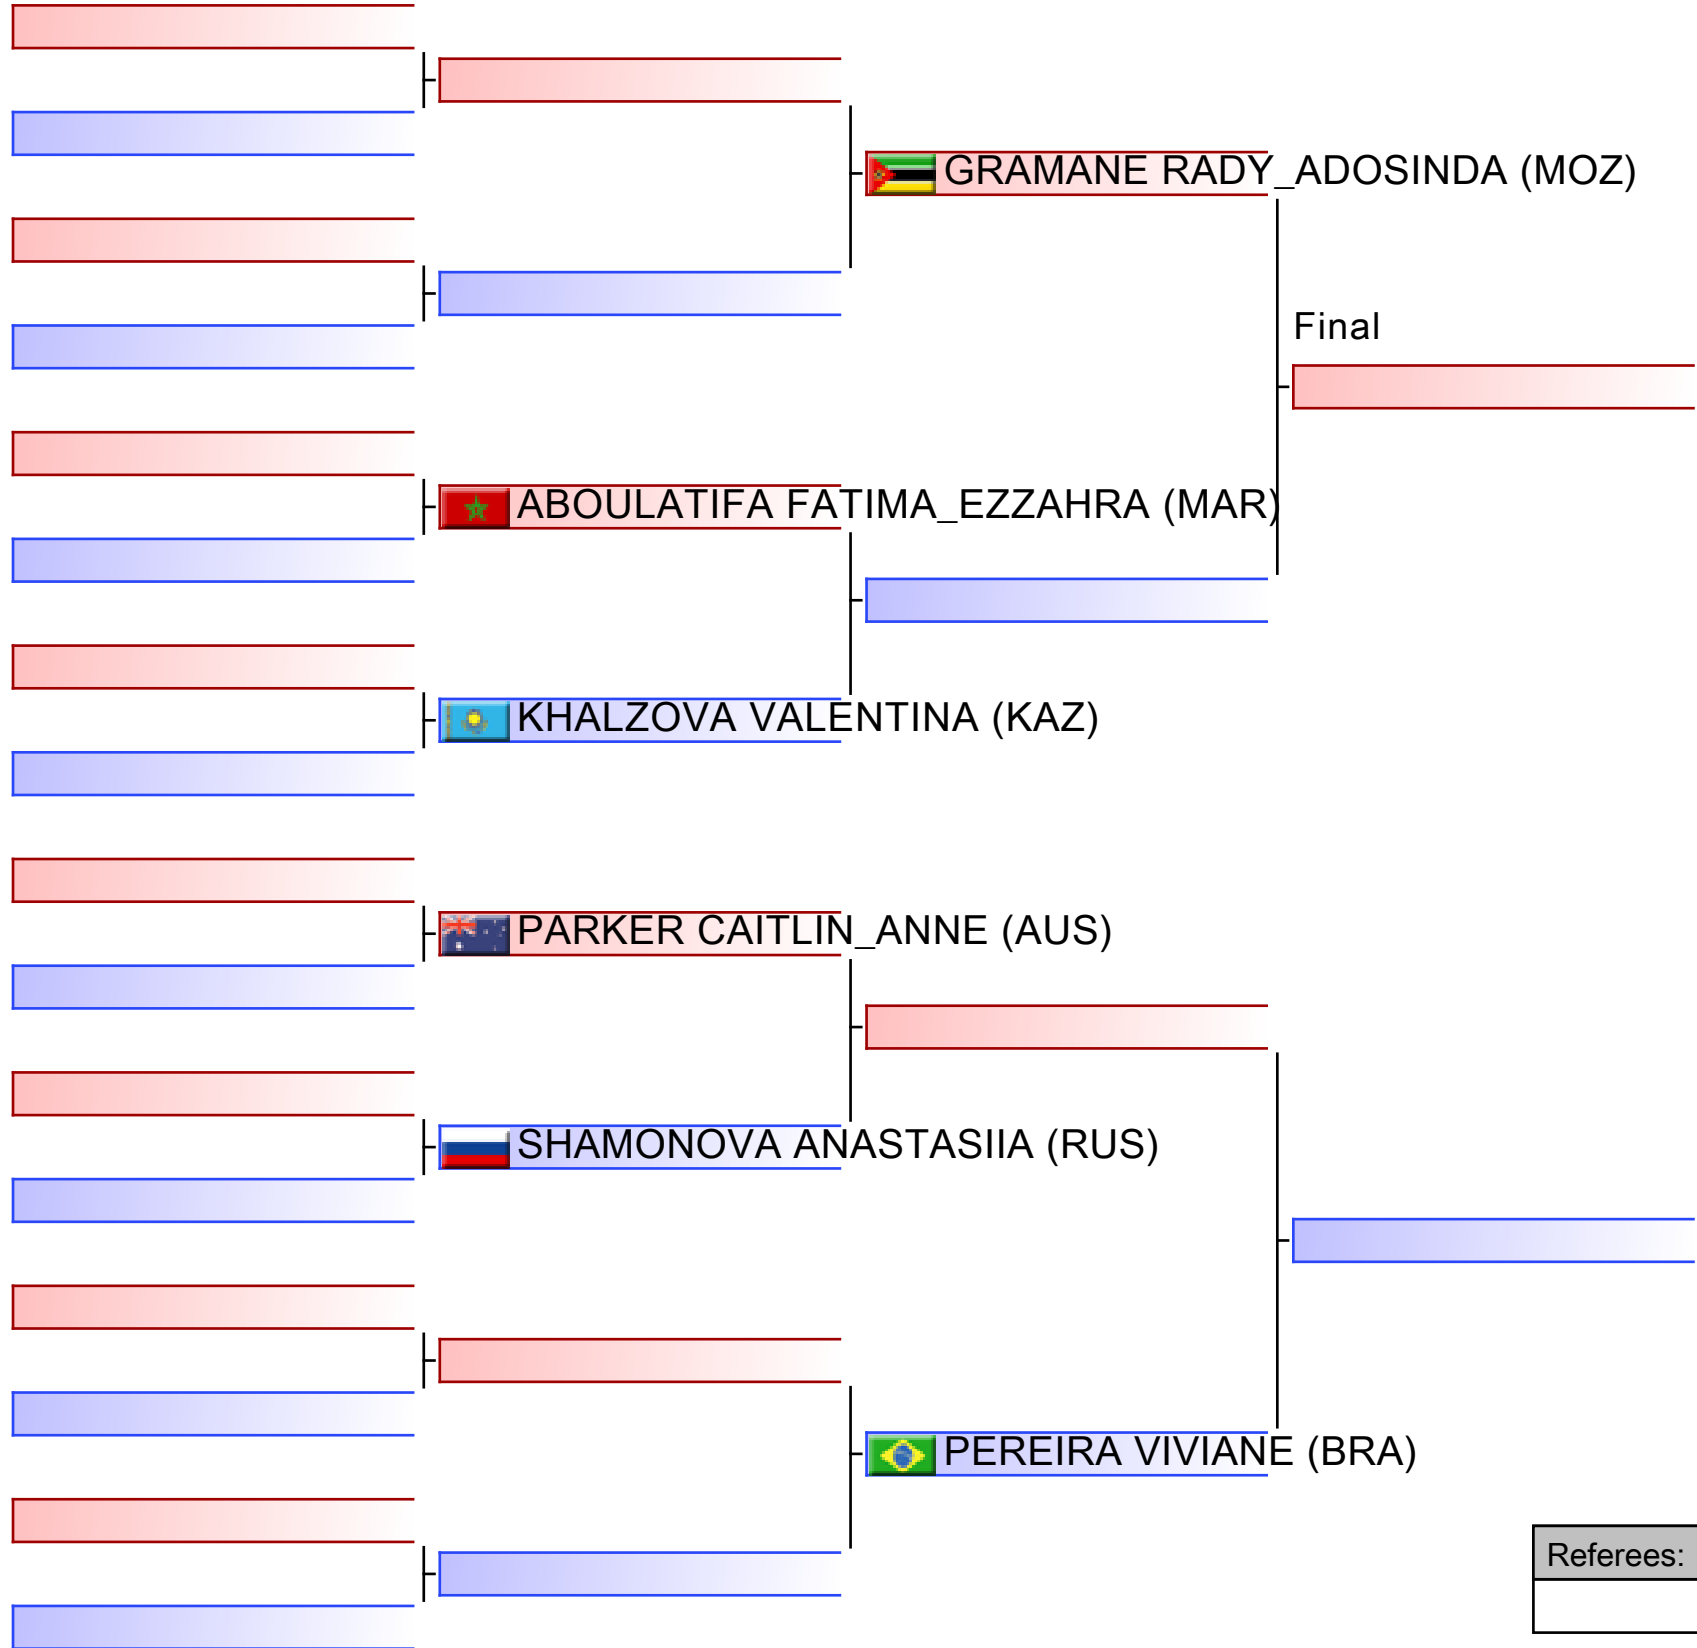 GRAMANE RADY_ADOSINDA (MOZ)
Final
ABOULATIFA FATIMA_EZZAHRA (MAR)
KHALZOVA VALENTINA (KAZ)
PARKER CAITLIN_ANNE (AUS)
SHAMONOVA ANASTASIIA (RUS)
PEREIRA VIVIANE (BRA)
Referees: